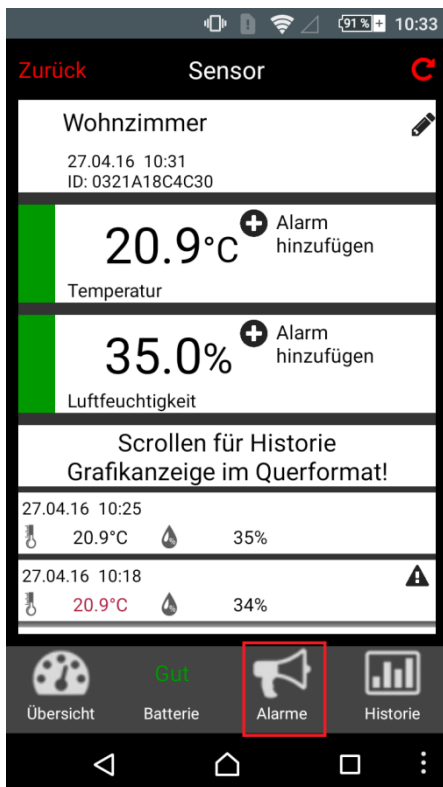 91 % + 10:33
Zurück Sensor
Wohnzimmer
27.04.16 10:31
ID: 0321A18C4C30
20.9°C
Alarm
hinzufügen
Temperatur
35.0%
Alarm
hinzufügen
Luftfeuchtigkeit
Scrollen für Historie
Grafikanzeige im Querformat!
27.04.16 10:25
20.9°C % 35%
27.04.16 10:18
20.9°C % 34%
Gut
Übersicht Batterie Alarme Historie